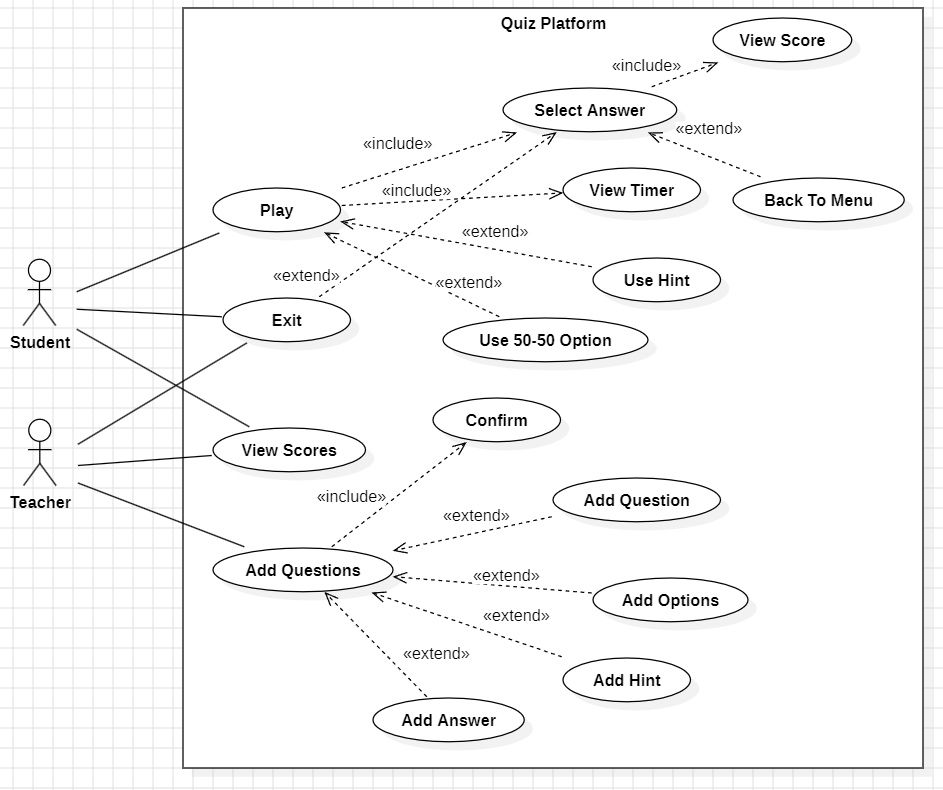 Quiz Platform
View Score
«include»
Select Answer
«extend»
«include»
«include»
View Timer
Back To Menu
Play
«extend»
«extend»
«extend»
Use Hint
Exit
Use 50-50 Option
Student
Confirm
View Scores
Teacher
«include»
Add Question
«extend»
Add Questions
«extend»
Add Options
«extend»
«extend»
Add Hint
Add Answer